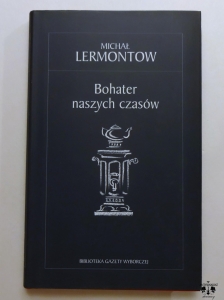 MICHAŁ
LERMONTOW
Bohater
naszych czasów
BIBLIOTEKA GAZETY WYBORCZEJ